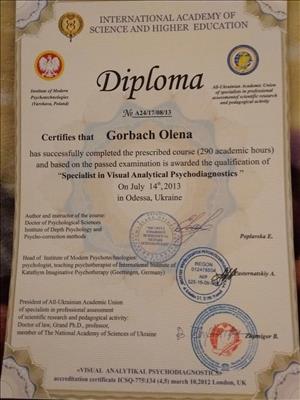 INTERNATIONAL ACADEMY OF
SCIENCE AND HIGHER EDUCATION
Institute of Modern
Psychotechnologies
(Varshava, Poland)
All-Ukrainian Academic Union
of specialists in professional
assessment of scientific research
and pedagogical activity
Diploma
№ A24/17/08/13
Certifies that Gorbach Olena
has successfully completed the prescribed course (290 academic hours)
and based on the passed examination is awarded the qualification of
"Specialist in Visual Analytical Psychodiagnostics"
On July 14th, 2013
in Odessa, Ukraine
Author and instructor of the course:
Doctor of Psychological Sciences
Institute of Depth Psychology and
Psycho-correction methods
Poplavska E.
Head of Institute of Modern Psychotechnologies:
psychologist, teaching psychotherapist of International Institute of
Katathym Imaginative Psychotherapy (Goettingen, Germany)
REGON
NIP
President of All-Ukrainian Academic Union
of specialists in professional assessment
of scientific research and pedagogical activity:
Doctor of law, Grand Ph.D., professor,
member of The National Academy of Sciences of Ukraine
B.
«VISUAL ANALYTIKAL PSYCHODIAGNOSTICS»
accreditation certificate ICSQ-775:134 (4,5) march 10,2012 London, UK